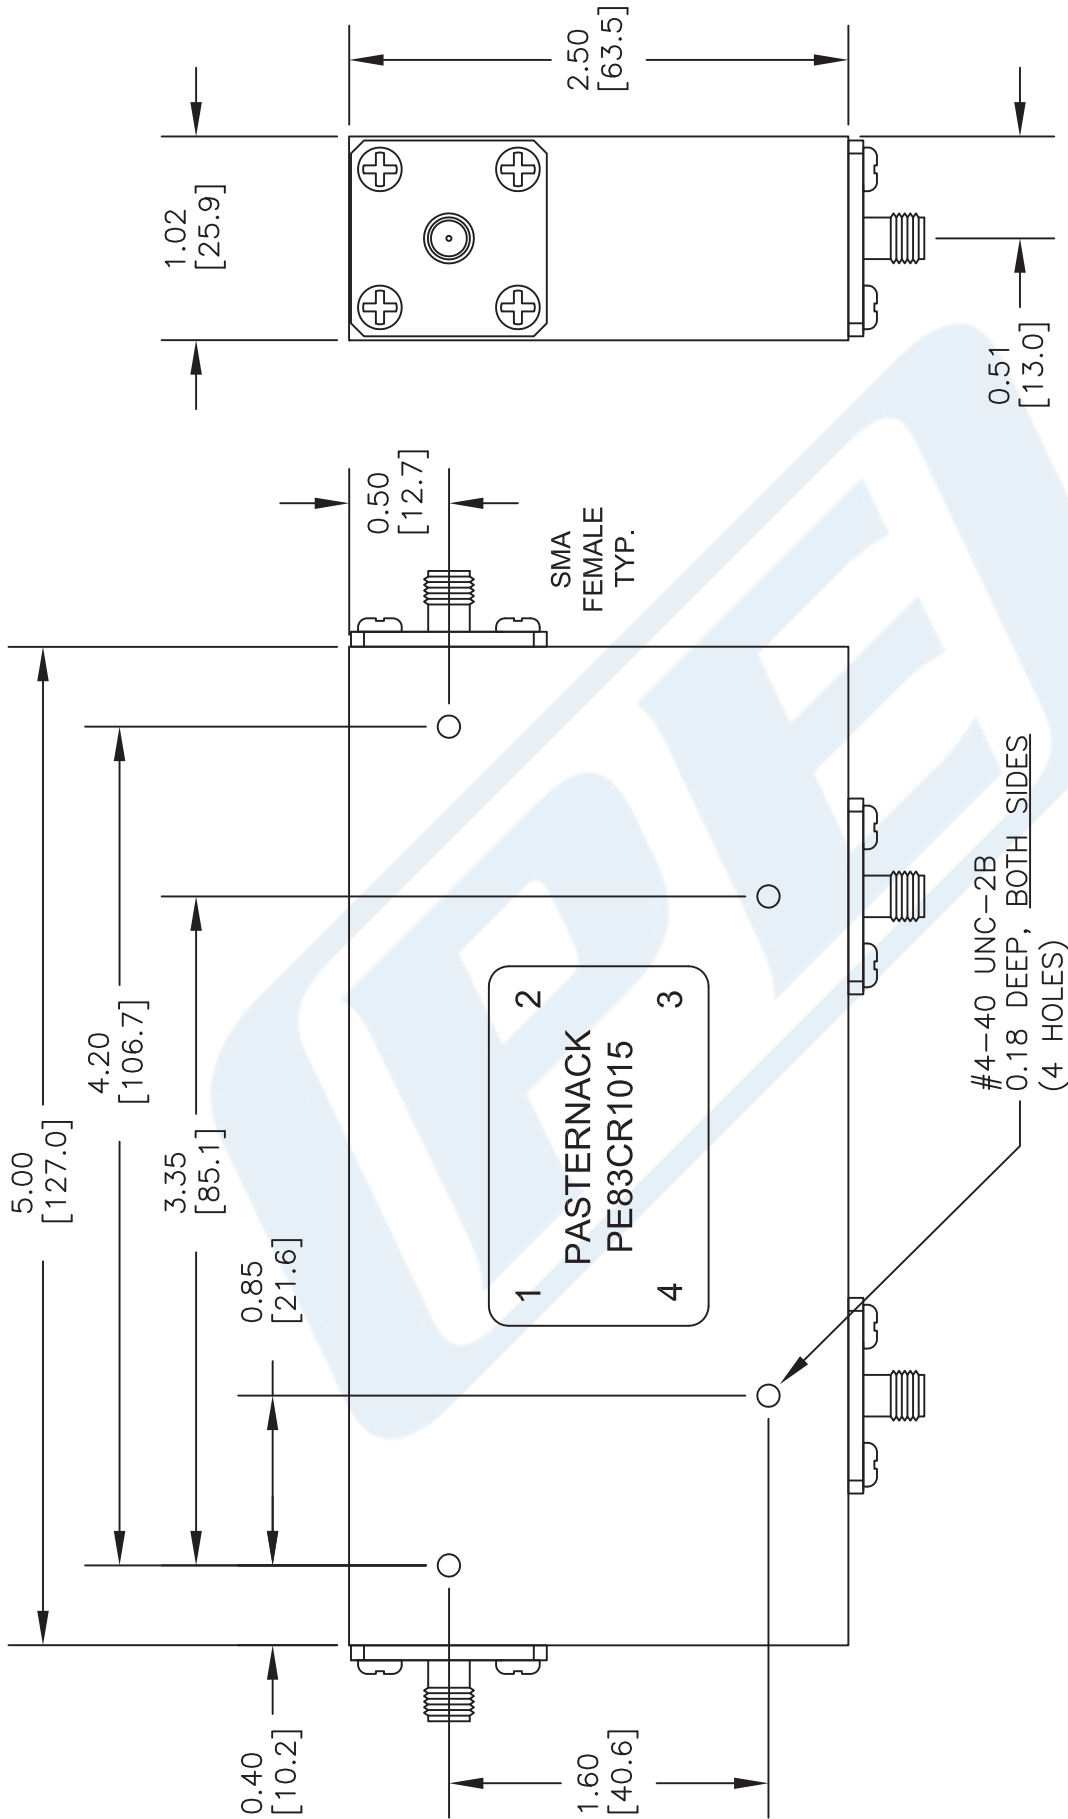 5.00
[127.0]
4.20
[106.7]
3.35
[85.1]
0.85
[21.6]
0.40
[10.2]
1.60
[40.6]
1
2
PASTERNACK
PE83CR1015
4
3
0.50
[12.7]
SMA
FEMALE
TYP.
#4-40 UNC-2B
0.18 DEEP, BOTH SIDES
(4 HOLES)
1.02
[25.9]
2.50
[63.5]
0.51
[13.0]
PE